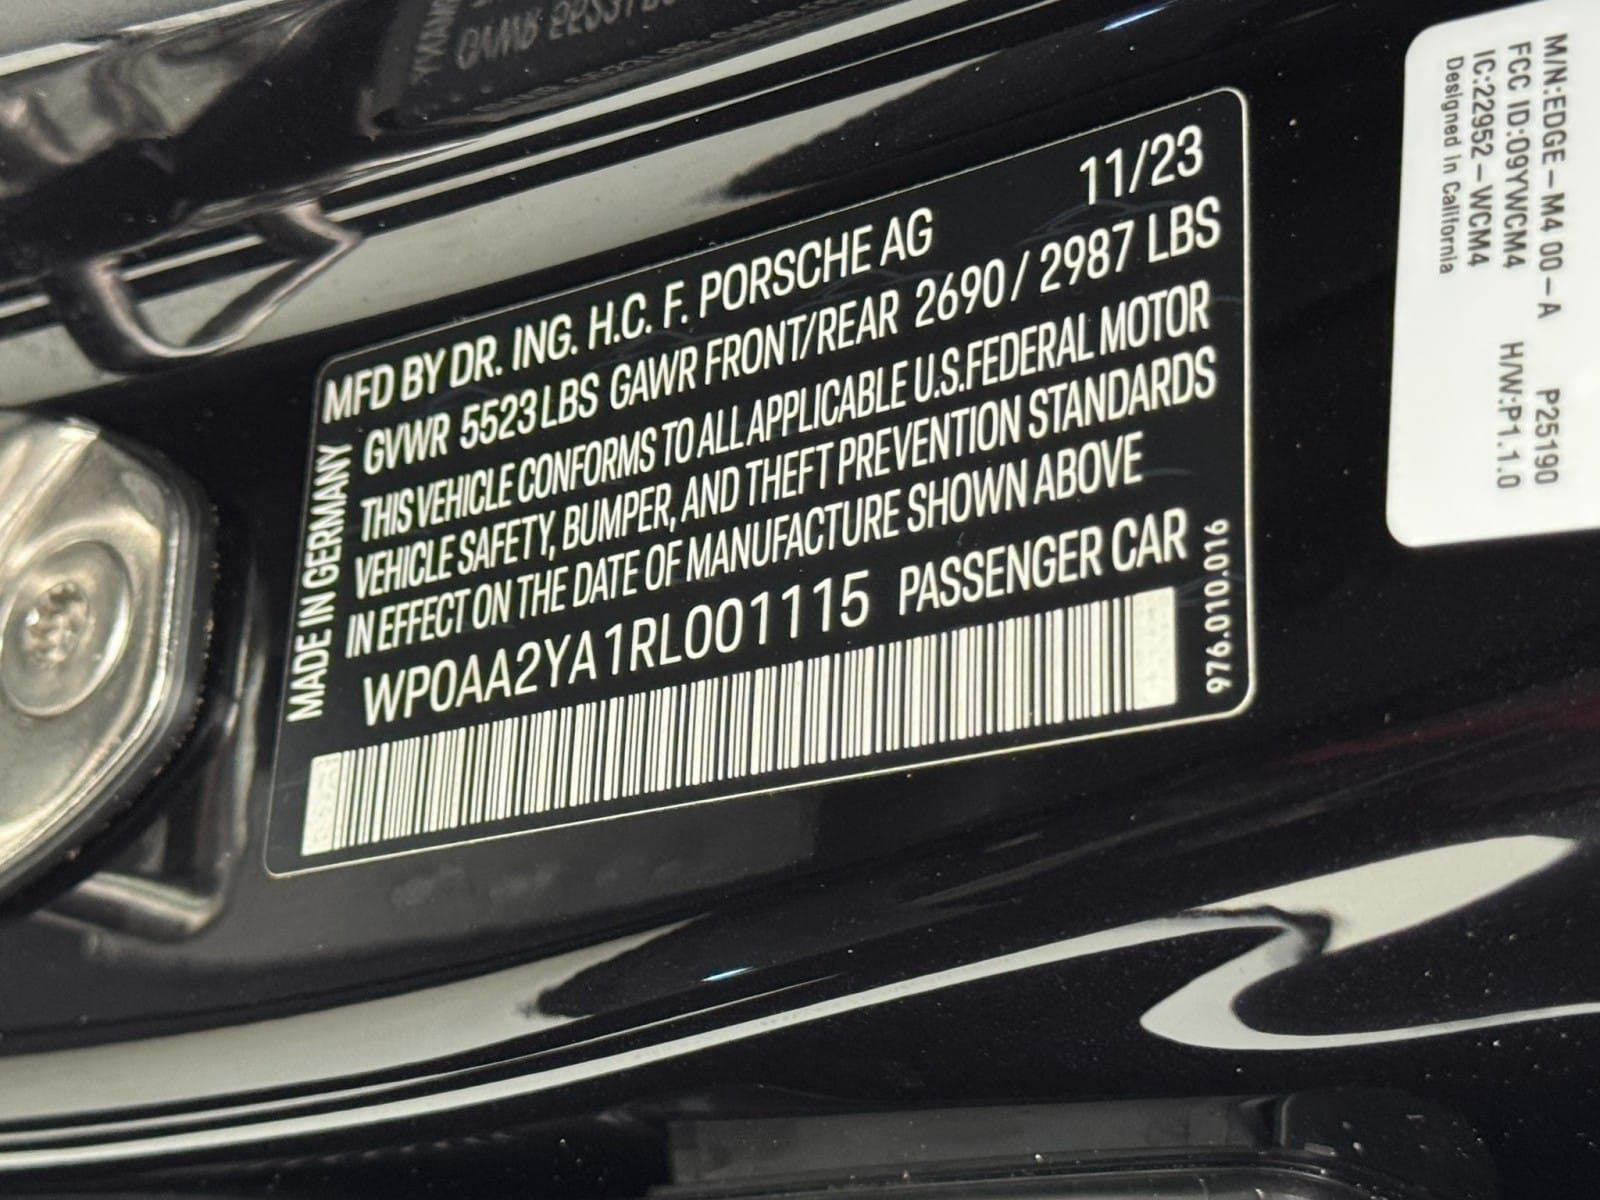 MFD BY DR. ING. H.C. F. PORSCHE AG 11/23
GVWR 5523 LBS GAWR FRONT/REAR 2690 / 2987 LBS
THIS VEHICLE CONFORMS TO ALL APPLICABLE U.S.FEDERAL MOTOR
VEHICLE SAFETY, BUMPER, AND THEFT PREVENTION STANDARDS
IN EFFECT ON THE DATE OF MANUFACTURE SHOWN ABOVE
WP0AA2YA1RL001115 PASSENGER CAR
MADE IN GERMANY
976.010.016
M/N:EDGE-M4 00-A P25190
FCC ID:09YWCM4 H/W:P1.1.0
IC:22952-WCM4
Designed in California